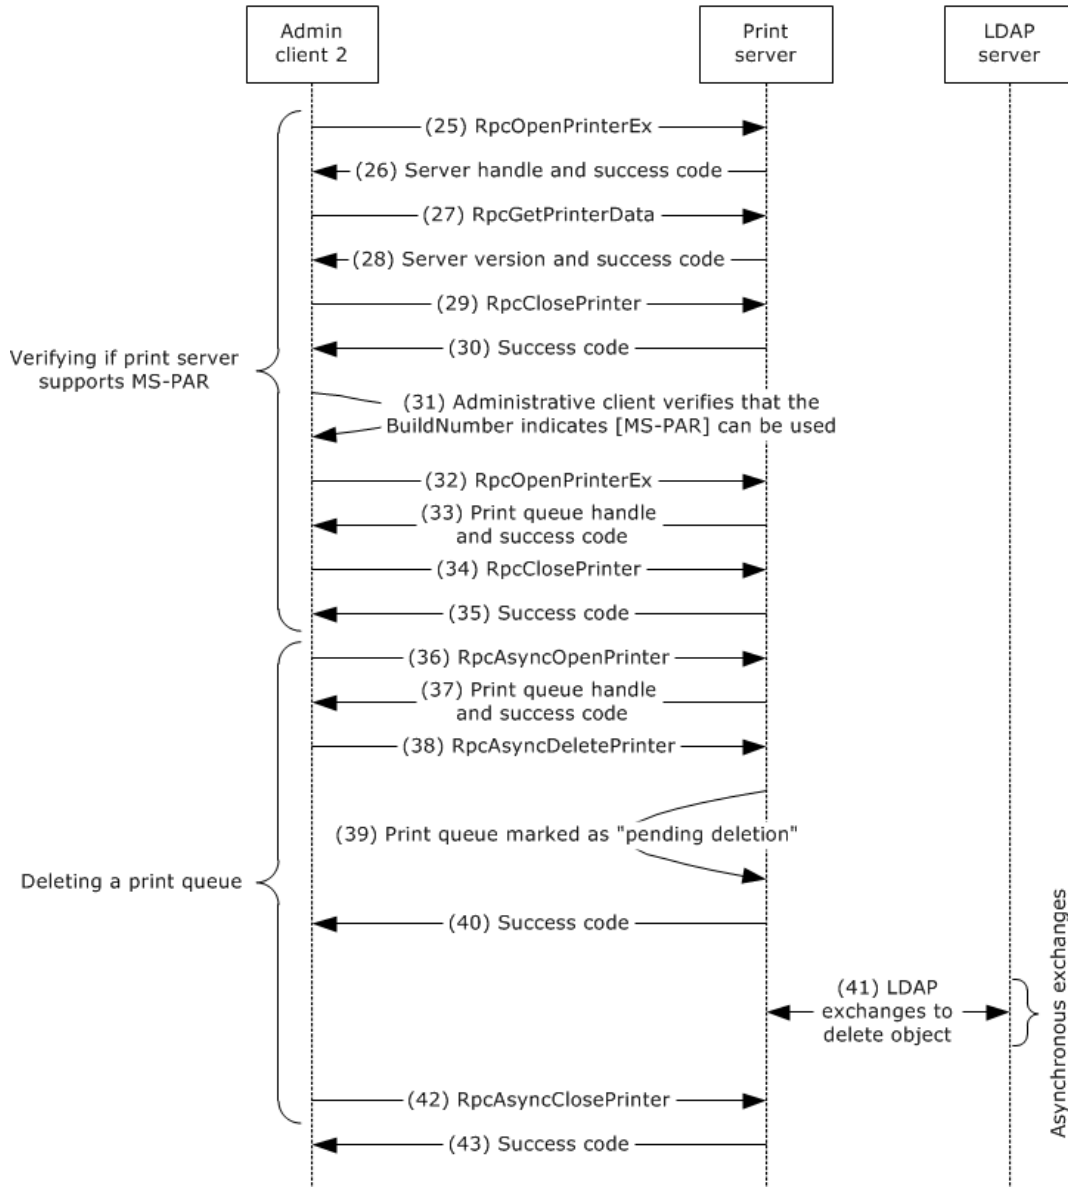 Admin
client 2
Print
server
LDAP
server
(25) RpcOpenPrinterEx
(26) Server handle and success code
(27) RpcGetPrinterData
(28) Server version and success code
(29) RpcClosePrinter
(30) Success code
Verifying if print server
supports MS-PAR
(31) Administrative client verifies that the
BuildNumber indicates [MS-PAR] can be used
(32) RpcOpenPrinterEx
(33) Print queue handle
and success code
(34) RpcClosePrinter
(35) Success code
(36) RpcAsyncOpenPrinter
(37) Print queue handle
and success code
(38) RpcAsyncDeletePrinter
(39) Print queue marked as "pending deletion"
Deleting a print queue
(40) Success code
(41) LDAP
exchanges to
delete object
Asynchronous exchanges
(42) RpcAsyncClosePrinter
(43) Success code